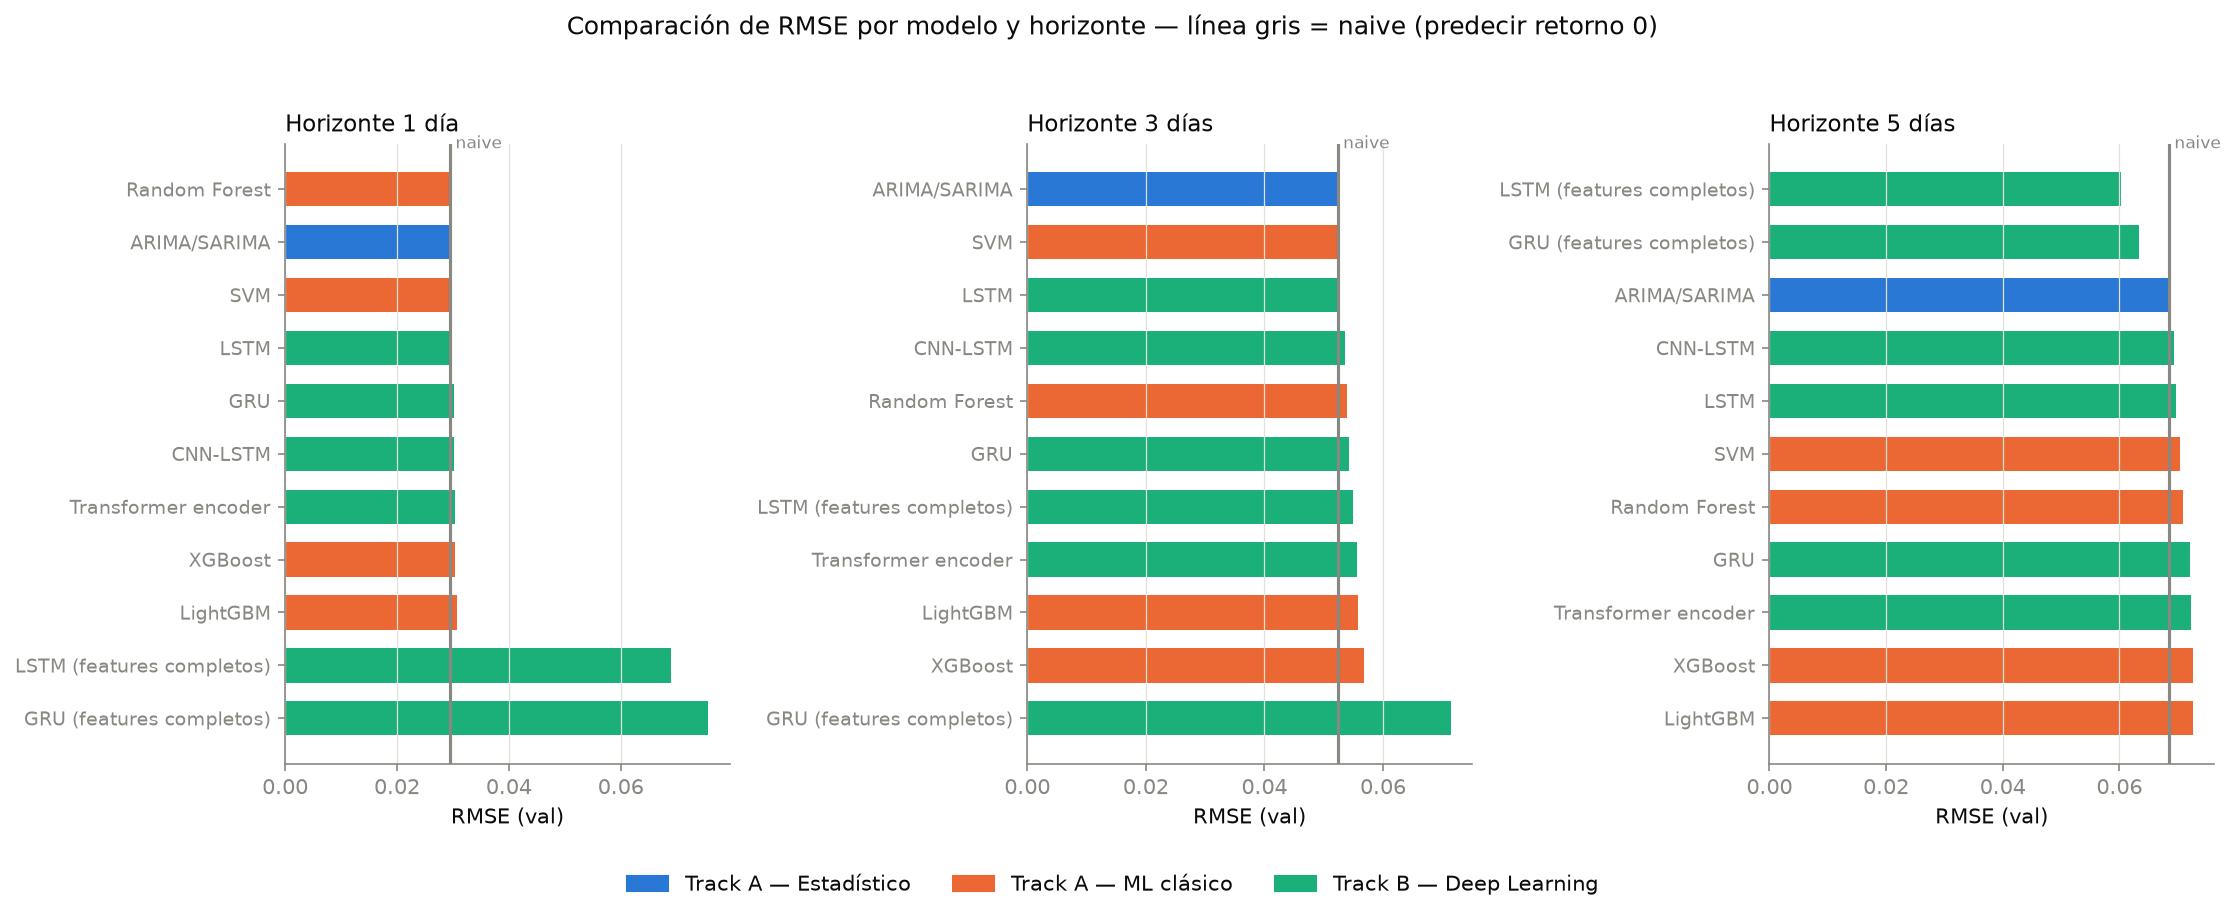 Comparación de RMSE por modelo y horizonte — línea gris = naive (predecir retorno 0)
Horizonte 1 día
naive
Random Forest
ARIMA/SARIMA
SVM
LSTM
GRU
CNN-LSTM
Transformer encoder
XGBoost
LightGBM
LSTM (features completos)
GRU (features completos)
0.00 0.02 0.04 0.06
RMSE (val)
Horizonte 3 días
naive
ARIMA/SARIMA
SVM
LSTM
CNN-LSTM
Random Forest
GRU
LSTM (features completos)
Transformer encoder
LightGBM
XGBoost
GRU (features completos)
0.00 0.02 0.04 0.06
RMSE (val)
Horizonte 5 días
naive
LSTM (features completos)
GRU (features completos)
ARIMA/SARIMA
CNN-LSTM
LSTM
SVM
Random Forest
GRU
Transformer encoder
XGBoost
LightGBM
0.00 0.02 0.04 0.06
RMSE (val)
Track A — Estadístico Track A — ML clásico Track B — Deep Learning